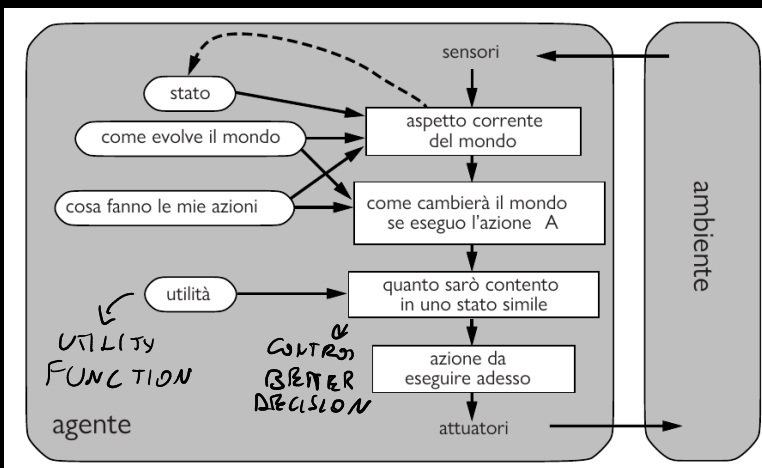 sensori
stato
aspetto corrente
del mondo
come evolve il mondo
cosa fanno le mie azioni
come cambierà il mondo
se eseguo l'azione A
utilità
quanto sarò contento
in uno stato simile
UTILITY
FUNCTION
BETTER
DECISION
azione da
eseguire adesso
agente
attuatori
ambiente